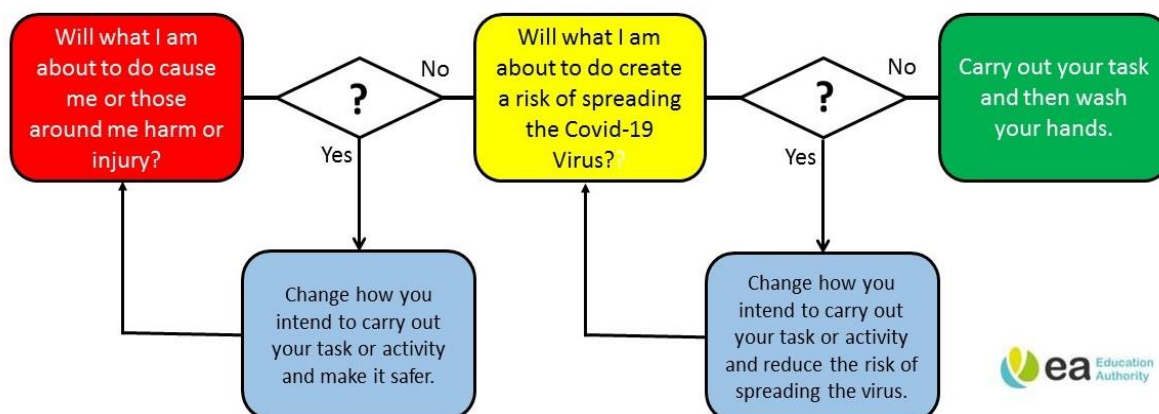 Will what I am
about to do cause
me or those
around me harm or
injury?
?
No
Yes
Change how you
intend to carry out
your task or activity
and make it safer.
Will what I am
about to do create
a risk of spreading
the Covid-19
Virus??
?
No
Yes
Change how you
intend to carry out
your task or activity
and reduce the risk of
spreading the virus.
Carry out your task
and then wash
your hands.
ea Education
Authority